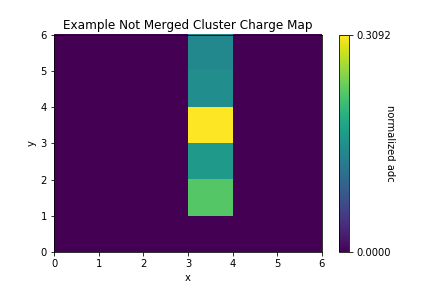 Example Not Merged Cluster Charge Map
6
5
4
3
2
1
0
y
0 1 2 3 4 5 6
x
0.3092
0.0000
normalized adc